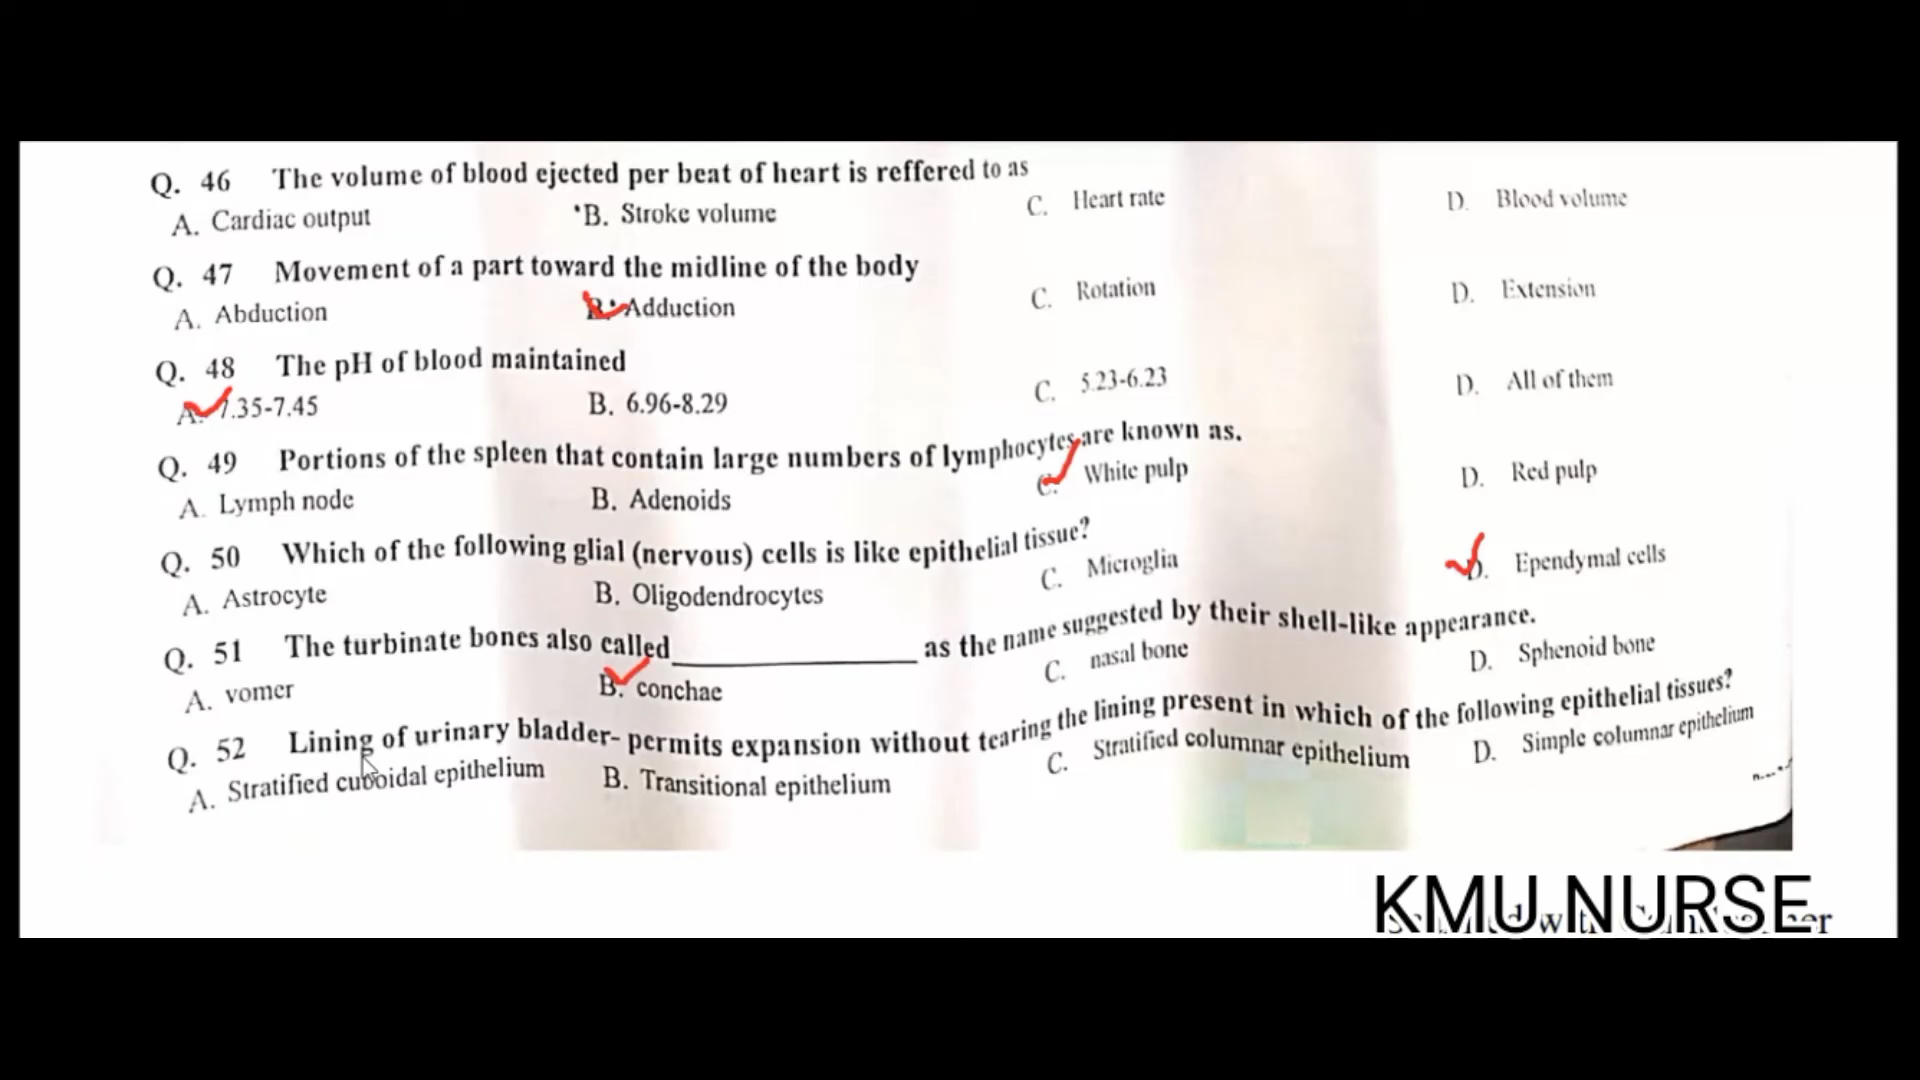 Q. 46 The volume of blood ejected per beat of heart is reffered to as
A. Cardiac output B. Stroke volume C. Heart rate D. Blood volume
Q. 47 Movement of a part toward the midline of the body
A. Abduction B. Adduction C. Rotation D. Extension
Q. 48 The pH of blood maintained
A. 7.35-7.45 B. 6.96-8.29 C. 5.23-6.23 D. All of them
Q. 49 Portions of the spleen that contain large numbers of lymphocytes are known as.
A. Lymph node B. Adenoids C. White pulp D. Red pulp
Q. 50 Which of the following glial (nervous) cells is like epithelial tissue?
A. Astrocyte B. Oligodendrocytes C. Microglia D. Ependymal cells
Q. 51 The turbinate bones also called_______________ as the name suggested by their shell-like appearance.
A. vomer B. conchae C. nasal bone D. Sphenoid bone
Q. 52 Lining of urinary bladder- permits expansion without tearing the lining present in which of the following epithelial tissues?
A. Stratified cuboidal epithelium B. Transitional epithelium C. Stratified columnar epithelium D. Simple columnar epithelium
KMU NURSE